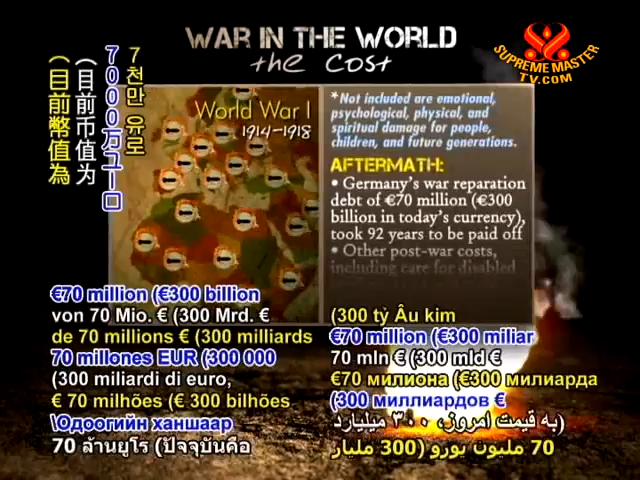 WAR IN THE WORLD
the cost
SUPREME MASTER
TV.COM
7천만 유로
7000万ユーロ
(目前币值为
(目前幣值為
World War I
1914-1918
*Not included are emotional,
psychological, physical, and
spiritual damage for people,
children, and future generations.
AFTERMATH:
• Germany's war reparation
debt of €70 million (€300
billion in today's currency),
took 92 years to be paid off
• Other post-war costs,
including care for disabled
€70 million (€300 billion
von 70 Mio. € (300 Mrd. €
de 70 millions € (300 milliards
70 millones EUR (300 000
(300 miliardi di euro,
€ 70 milhões (€ 300 bilhões
\Одоогийн ханшаар
70 ล้านยูโร (ปัจจุบันคือ
(300 tỷ Âu kim
€70 million (€300 miliar
70 mln € (300 mld €
€70 милиона (€300 милиарда
(300 миллиардов €
(به قیمت امروز، ۳۰۰ میلیارد
70 مليون يورو (300 مليار